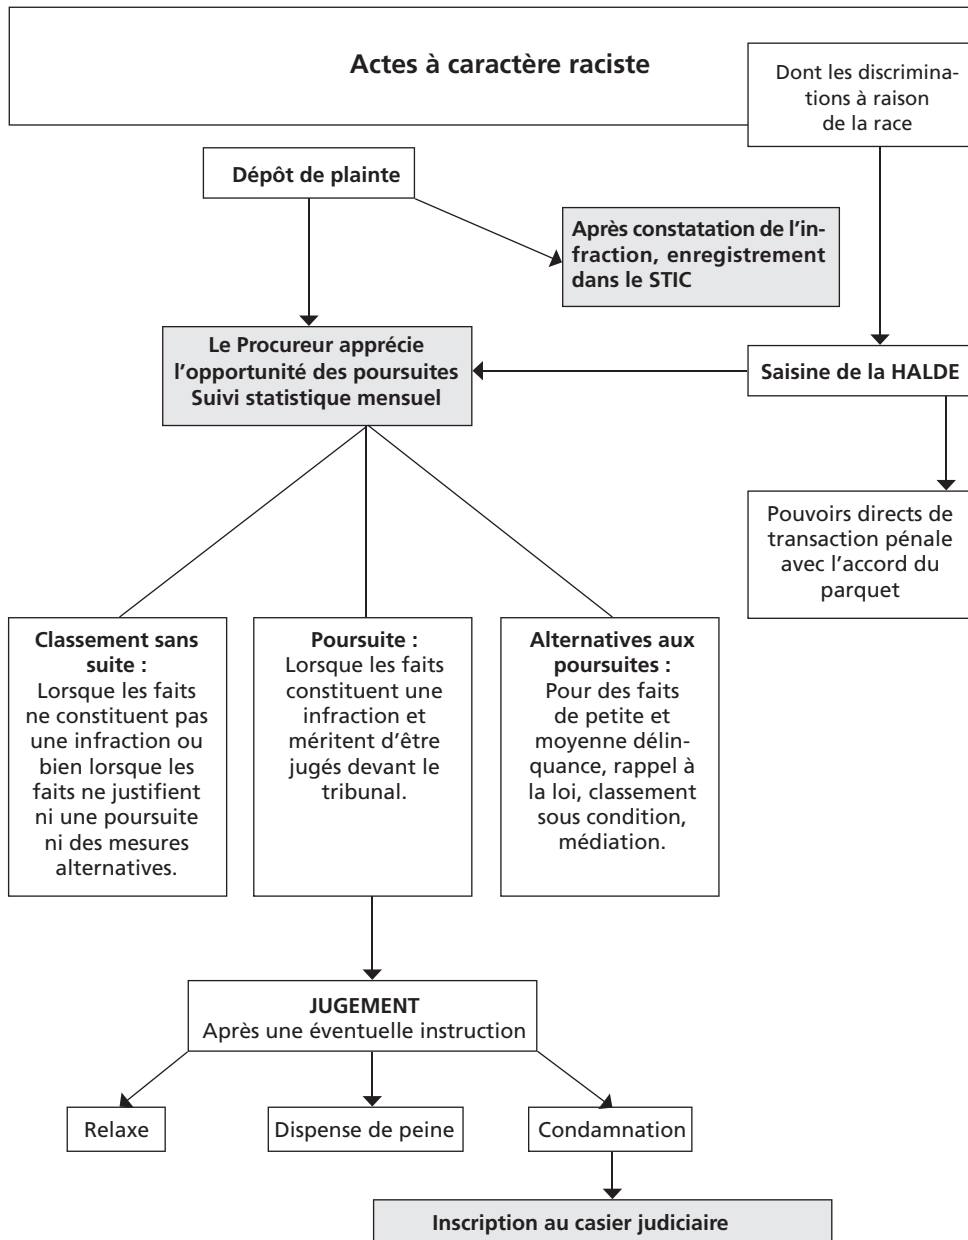 Actes à caractère raciste
Dont les discrimina-
tions à raison
de la race
Dépôt de plainte
Après constatation de l'in-
fraction, enregistrement
dans le STIC
Le Procureur apprécie
l'opportunité des poursuites
Suivi statistique mensuel
Saisine de la HALDE
Pouvoirs directs de
transaction pénale
avec l'accord du
parquet
Classement sans
suite :
Lorsque les faits
ne constituent pas
une infraction ou
bien lorsque les
faits ne justifient
ni une poursuite
ni des mesures
alternatives.
Poursuite :
Lorsque les faits
constituent une
infraction et
méritent d'être
jugés devant le
tribunal.
Alternatives aux
poursuites :
Pour des faits
de petite et
moyenne délin-
quance, rappel à
la loi, classement
sous condition,
médiation.
JUGEMENT
Après une éventuelle instruction
Relaxe
Dispense de peine
Condamnation
Inscription au casier judiciaire